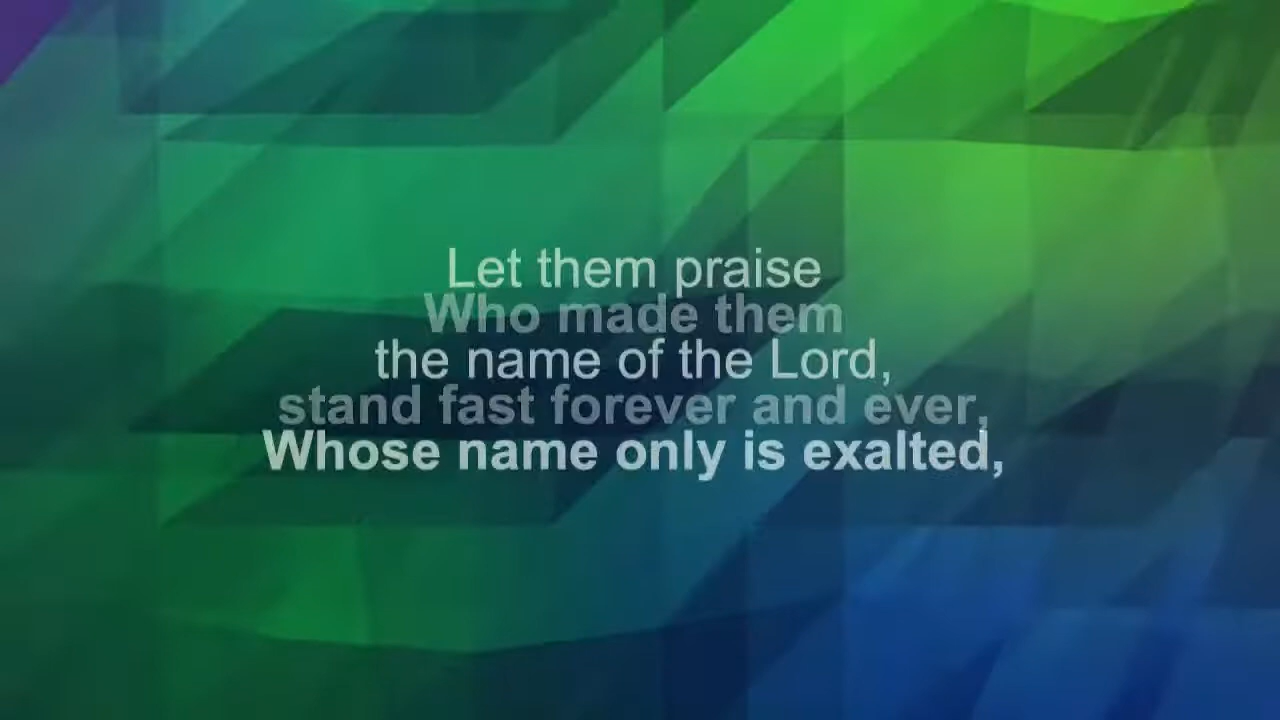 Let them praise
Who made them
the name of the Lord,
stand fast forever and ever,
Whose name only is exalted,